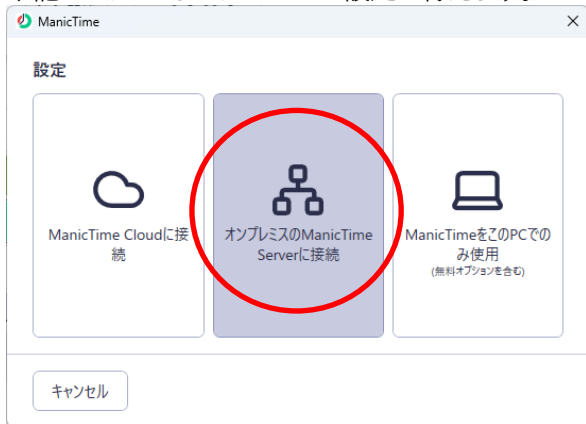 ManicTime
設定
ManicTime Cloudに接
続
オンプレミスのManicTime
Serverに接続
ManicTimeをこのPCでの
み使用
(無料オプションを含む)
キャンセル